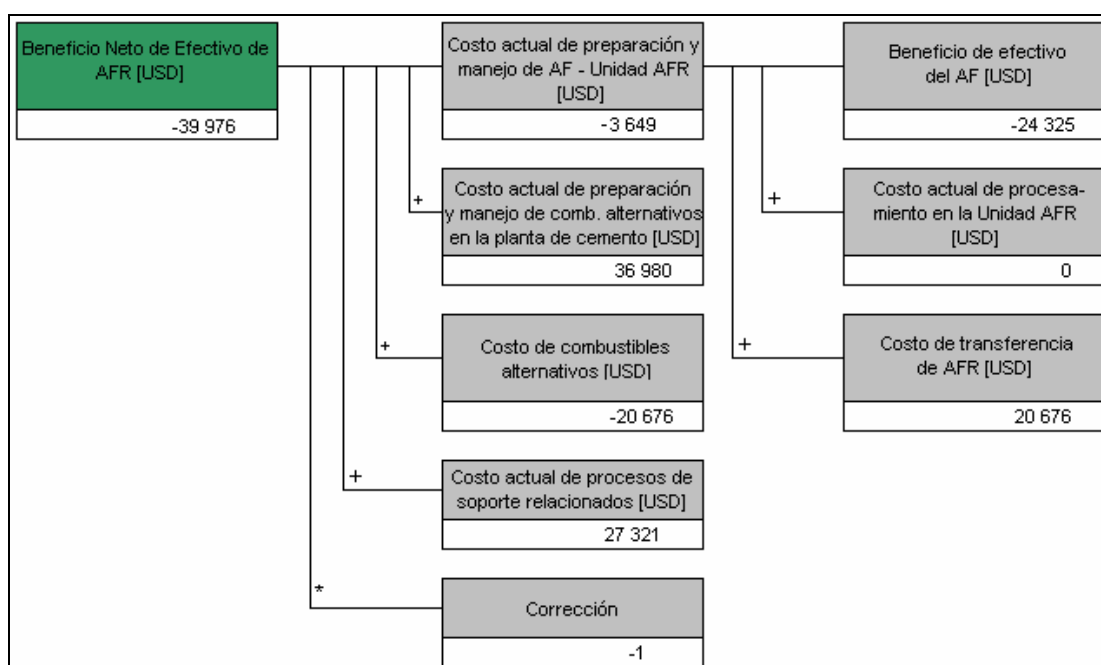 Beneficio Neto de Efectivo de
AFR [USD]
-39 976
Costo actual de preparación y
manejo de AF - Unidad AFR
[USD]
-3 649
Beneficio de efectivo
del AF [USD]
-24 325
+
Costo actual de preparación
y manejo de comb. alternativos
en la planta de cemento [USD]
36 980
+
Costo actual de procesa-
miento en la Unidad AFR
[USD]
0
+
Costo de combustibles
alternativos [USD]
-20 676
+
Costo de transferencia
de AFR [USD]
20 676
+
Costo actual de procesos de
soporte relacionados [USD]
27 321
*
Corrección
-1